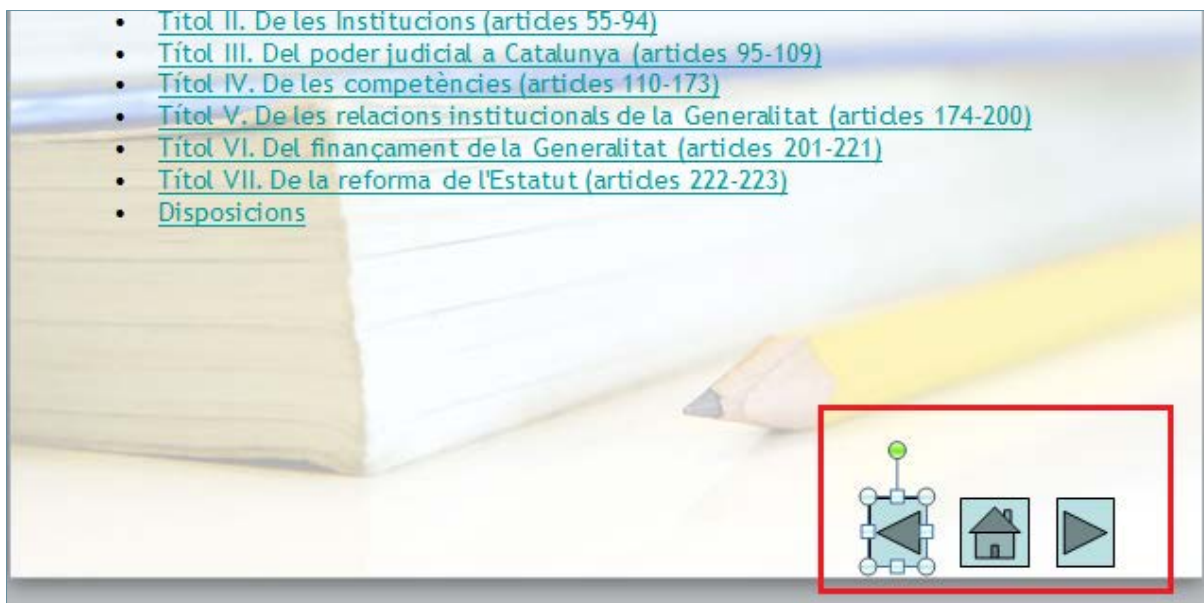 • Títol II. De les Institucions (articles 55-94)
• Títol III. Del poder judicial a Catalunya (articles 95-109)
• Títol IV. De les competències (articles 110-173)
• Títol V. De les relacions institucionals de la Generalitat (articles 174-200)
• Títol VI. Del finançament de la Generalitat (articles 201-221)
• Títol VII. De la reforma de l'Estatut (articles 222-223)
• Disposicions